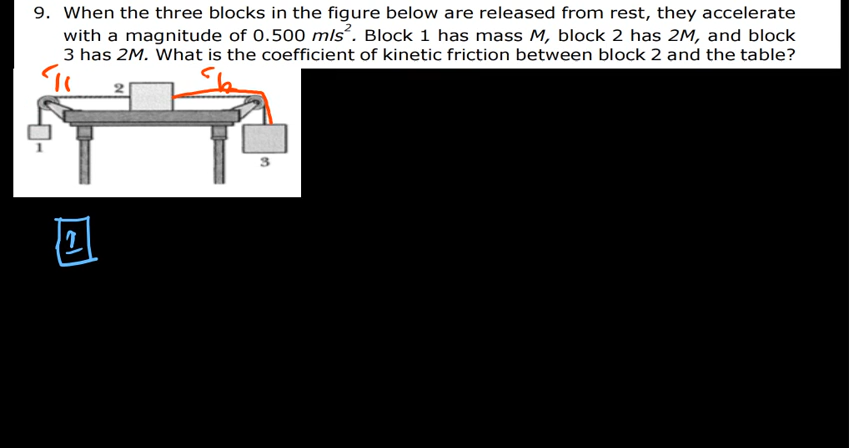 9. When the three blocks in the figure below are released from rest, they accelerate
with a magnitude of 0.500 m/s². Block 1 has mass M, block 2 has 2M, and block
3 has 2M. What is the coefficient of kinetic friction between block 2 and the table?
2
1
3
1